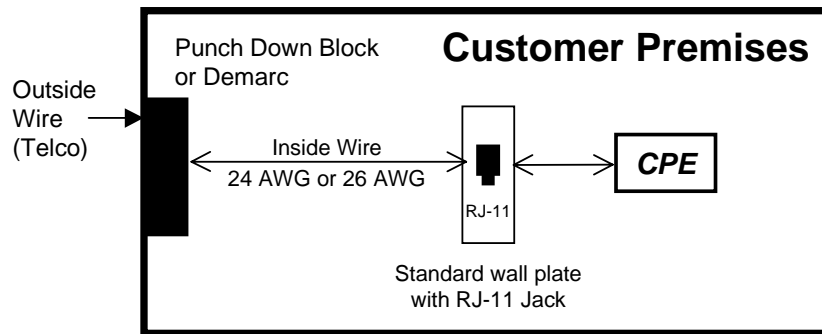 Customer Premises
Punch Down Block
or Demarc
Outside
Wire
(Telco)
Inside Wire
24 AWG or 26 AWG
RJ-11
CPE
Standard wall plate
with RJ-11 Jack